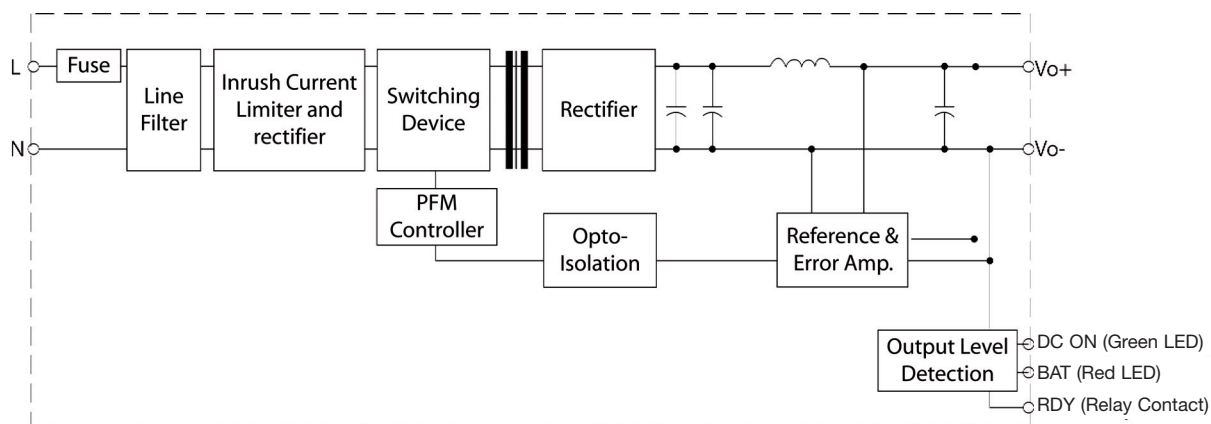 L
Fuse
Line
Filter
Inrush Current
Limiter and
rectifier
Switching
Device
Rectifier
Vo+
N
Vo-
PFM
Controller
Opto-
Isolation
Reference &
Error Amp.
Output Level
Detection
DC ON (Green LED)
BAT (Red LED)
RDY (Relay Contact)